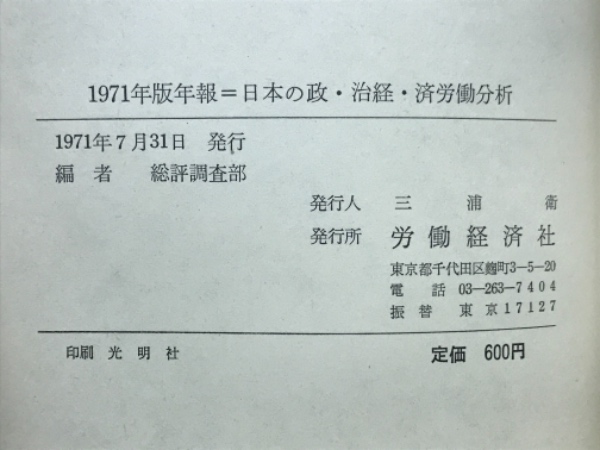 1971年版年報＝日本の政・治経・済労働分析
1971年7月31日 発行
編者 総評調査部
発行人 三浦衛
発行所 労働経済社
東京都千代田区麹町3－5－20
電話 03－263－7404
振替 東京17127
印刷 光明社 定価 600円